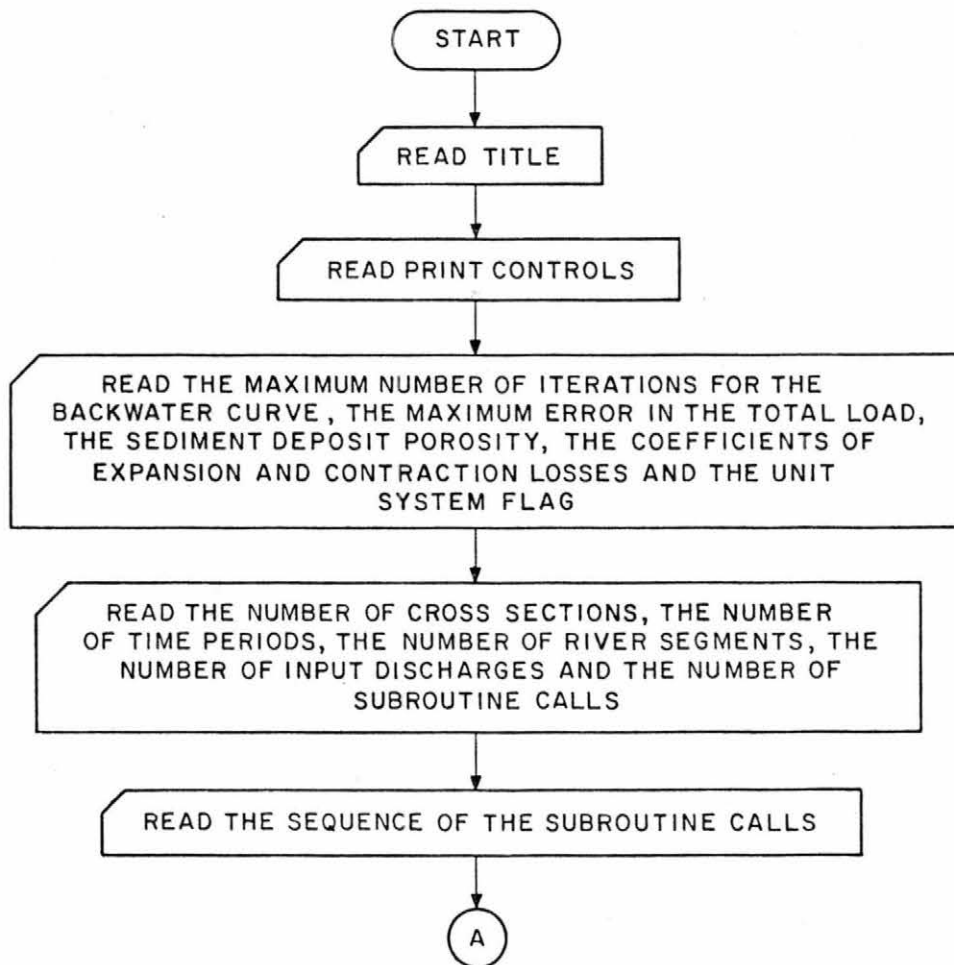 START
READ TITLE
READ PRINT CONTROLS
READ THE MAXIMUM NUMBER OF ITERATIONS FOR THE
BACKWATER CURVE, THE MAXIMUM ERROR IN THE TOTAL LOAD,
THE SEDIMENT DEPOSIT POROSITY, THE COEFFICIENTS OF
EXPANSION AND CONTRACTION LOSSES AND THE UNIT
SYSTEM FLAG
READ THE NUMBER OF CROSS SECTIONS, THE NUMBER
OF TIME PERIODS, THE NUMBER OF RIVER SEGMENTS, THE
NUMBER OF INPUT DISCHARGES AND THE NUMBER OF
SUBROUTINE CALLS
READ THE SEQUENCE OF THE SUBROUTINE CALLS
A